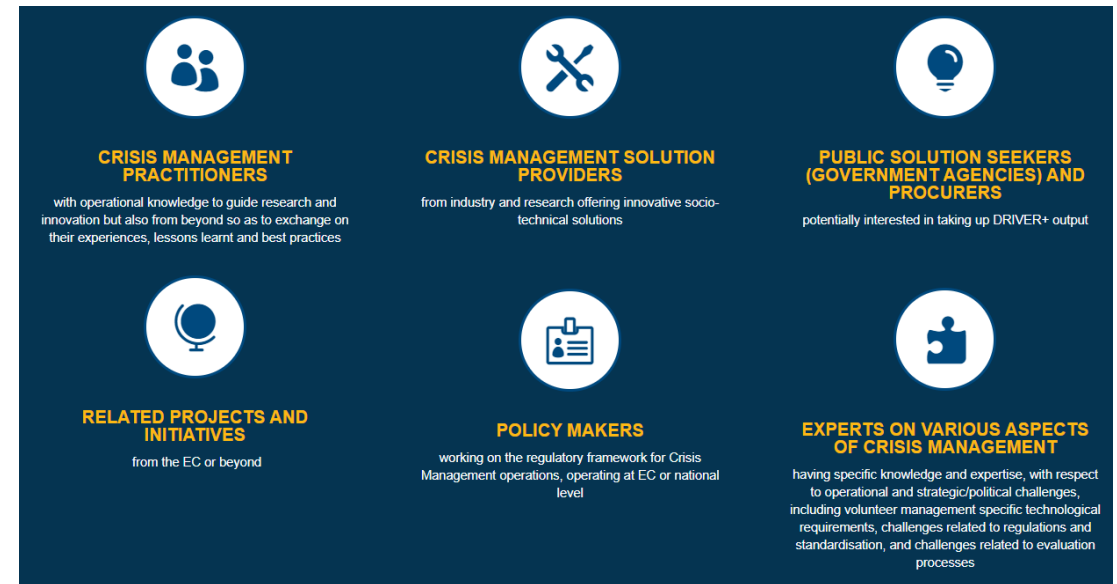 CRISIS MANAGEMENT
PRACTITIONERS
with operational knowledge to guide research and
innovation but also from beyond so as to exchange on
their experiences, lessons learnt and best practices
CRISIS MANAGEMENT SOLUTION
PROVIDERS
from industry and research offering innovative socio-
technical solutions
PUBLIC SOLUTION SEEKERS
(GOVERNMENT AGENCIES) AND
PROCURERS
potentially interested in taking up DRIVER+ output
RELATED PROJECTS AND
INITIATIVES
from the EC or beyond
POLICY MAKERS
working on the regulatory framework for Crisis
Management operations, operating at EC or national
level
EXPERTS ON VARIOUS ASPECTS
OF CRISIS MANAGEMENT
having specific knowledge and expertise, with respect
to operational and strategic/political challenges,
including volunteer management specific technological
requirements, challenges related to regulations and
standardisation, and challenges related to evaluation
processes